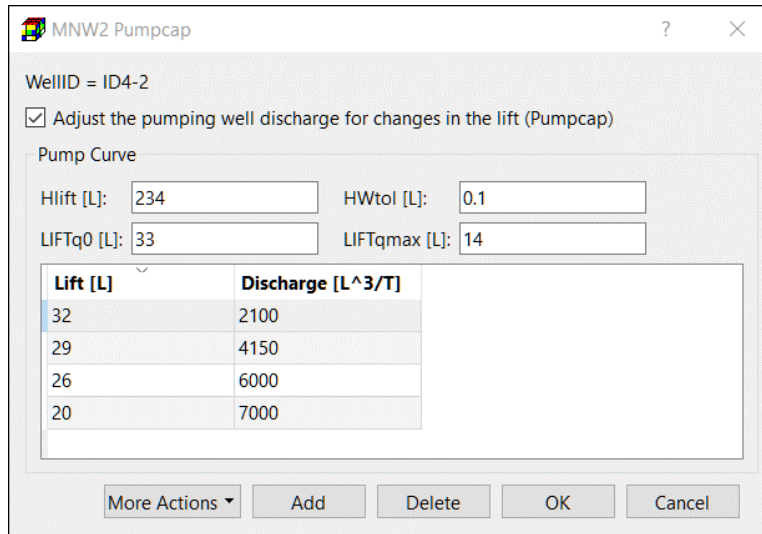 MNW2 Pumpcap
WellID = ID4-2
Adjust the pumping well discharge for changes in the lift (Pumpcap)
Pump Curve
Hlift [L]: 234 HWtol [L]: 0.1
LIFTq0 [L]: 33 LIFTqmax [L]: 14
Lift [L] Discharge [L^3/T]
32 2100
29 4150
26 6000
20 7000
More Actions Add Delete OK Cancel